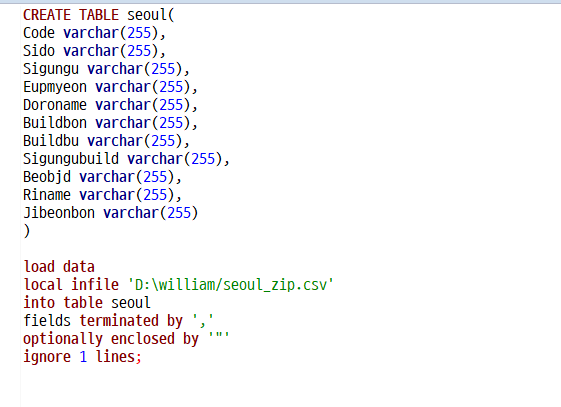 CREATE TABLE seoul(
Code varchar(255),
Sido varchar(255),
Sigungu varchar(255),
Eupmyeon varchar(255),
Doroname varchar(255),
Buildbon varchar(255),
Buildbu varchar(255),
Sigungubuild varchar(255),
Beobjd varchar(255),
Riname varchar(255),
Jibeonbon varchar(255)
)
load data
local infile 'D:\william/seoul_zip.csv'
into table seoul
fields terminated by ','
optionally enclosed by '"'
ignore 1 lines;